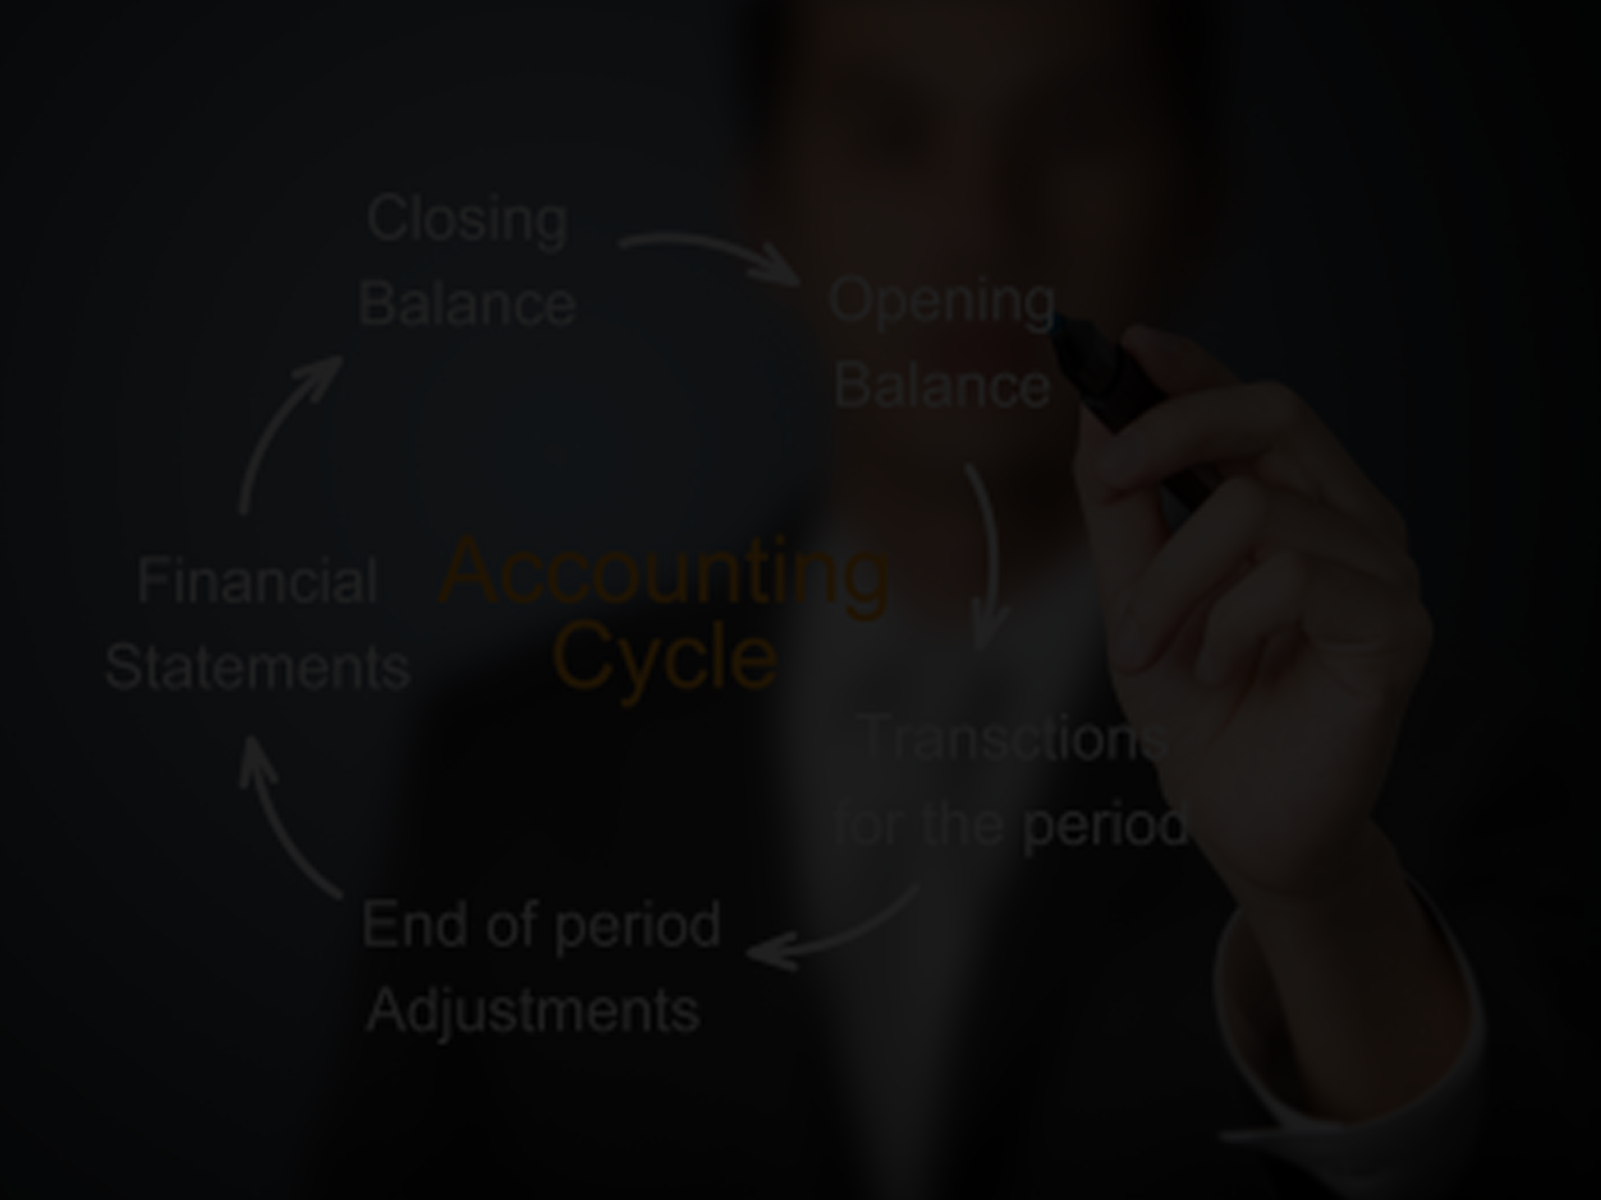 Closing
Balance
Opening
Balance
Accounting
Cycle
Financial
Statements
Transctions
for the period
End of period
Adjustments